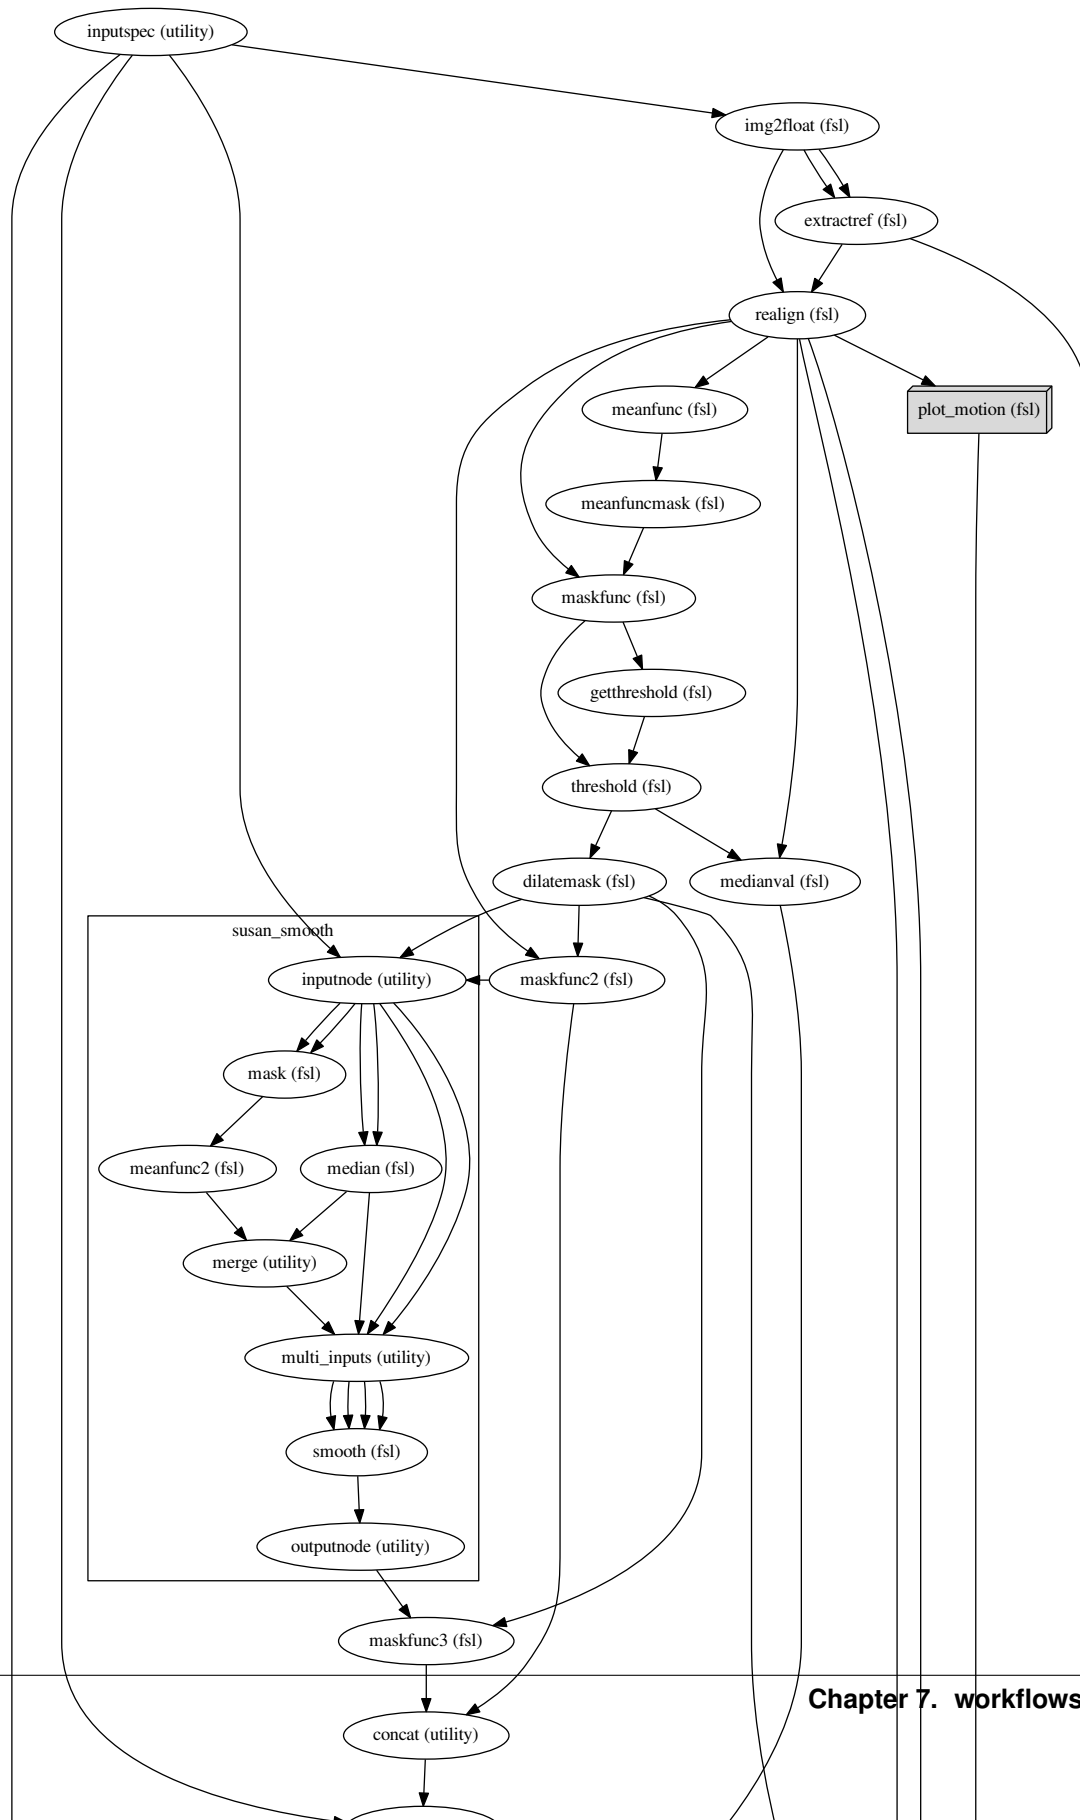 inputspec (utility)
img2float (fsl)
extractref (fsl)
realign (fsl)
meanfunc (fsl)
plot_motion (fsl)
meanfuncmask (fsl)
maskfunc (fsl)
getthreshold (fsl)
threshold (fsl)
dilatemask (fsl)
medianval (fsl)
susan_smooth
inputnode (utility)
maskfunc2 (fsl)
mask (fsl)
meanfunc2 (fsl)
median (fsl)
merge (utility)
multi_inputs (utility)
smooth (fsl)
outputnode (utility)
maskfunc3 (fsl)
Chapter 7. workflows
concat (utility)